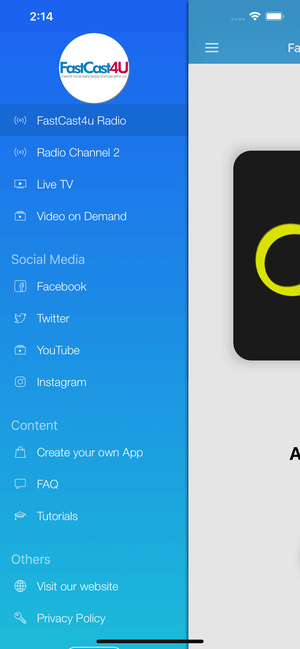 2:14
Fa
FastCast4U
CREATE YOUR OWN RADIO STATION WITH US
FastCast4u Radio
Radio Channel 2
Live TV
Video on Demand
Social Media
Facebook
Twitter
YouTube
Instagram
A
Content
Create your own App
FAQ
Tutorials
Others
Visit our website
Privacy Policy